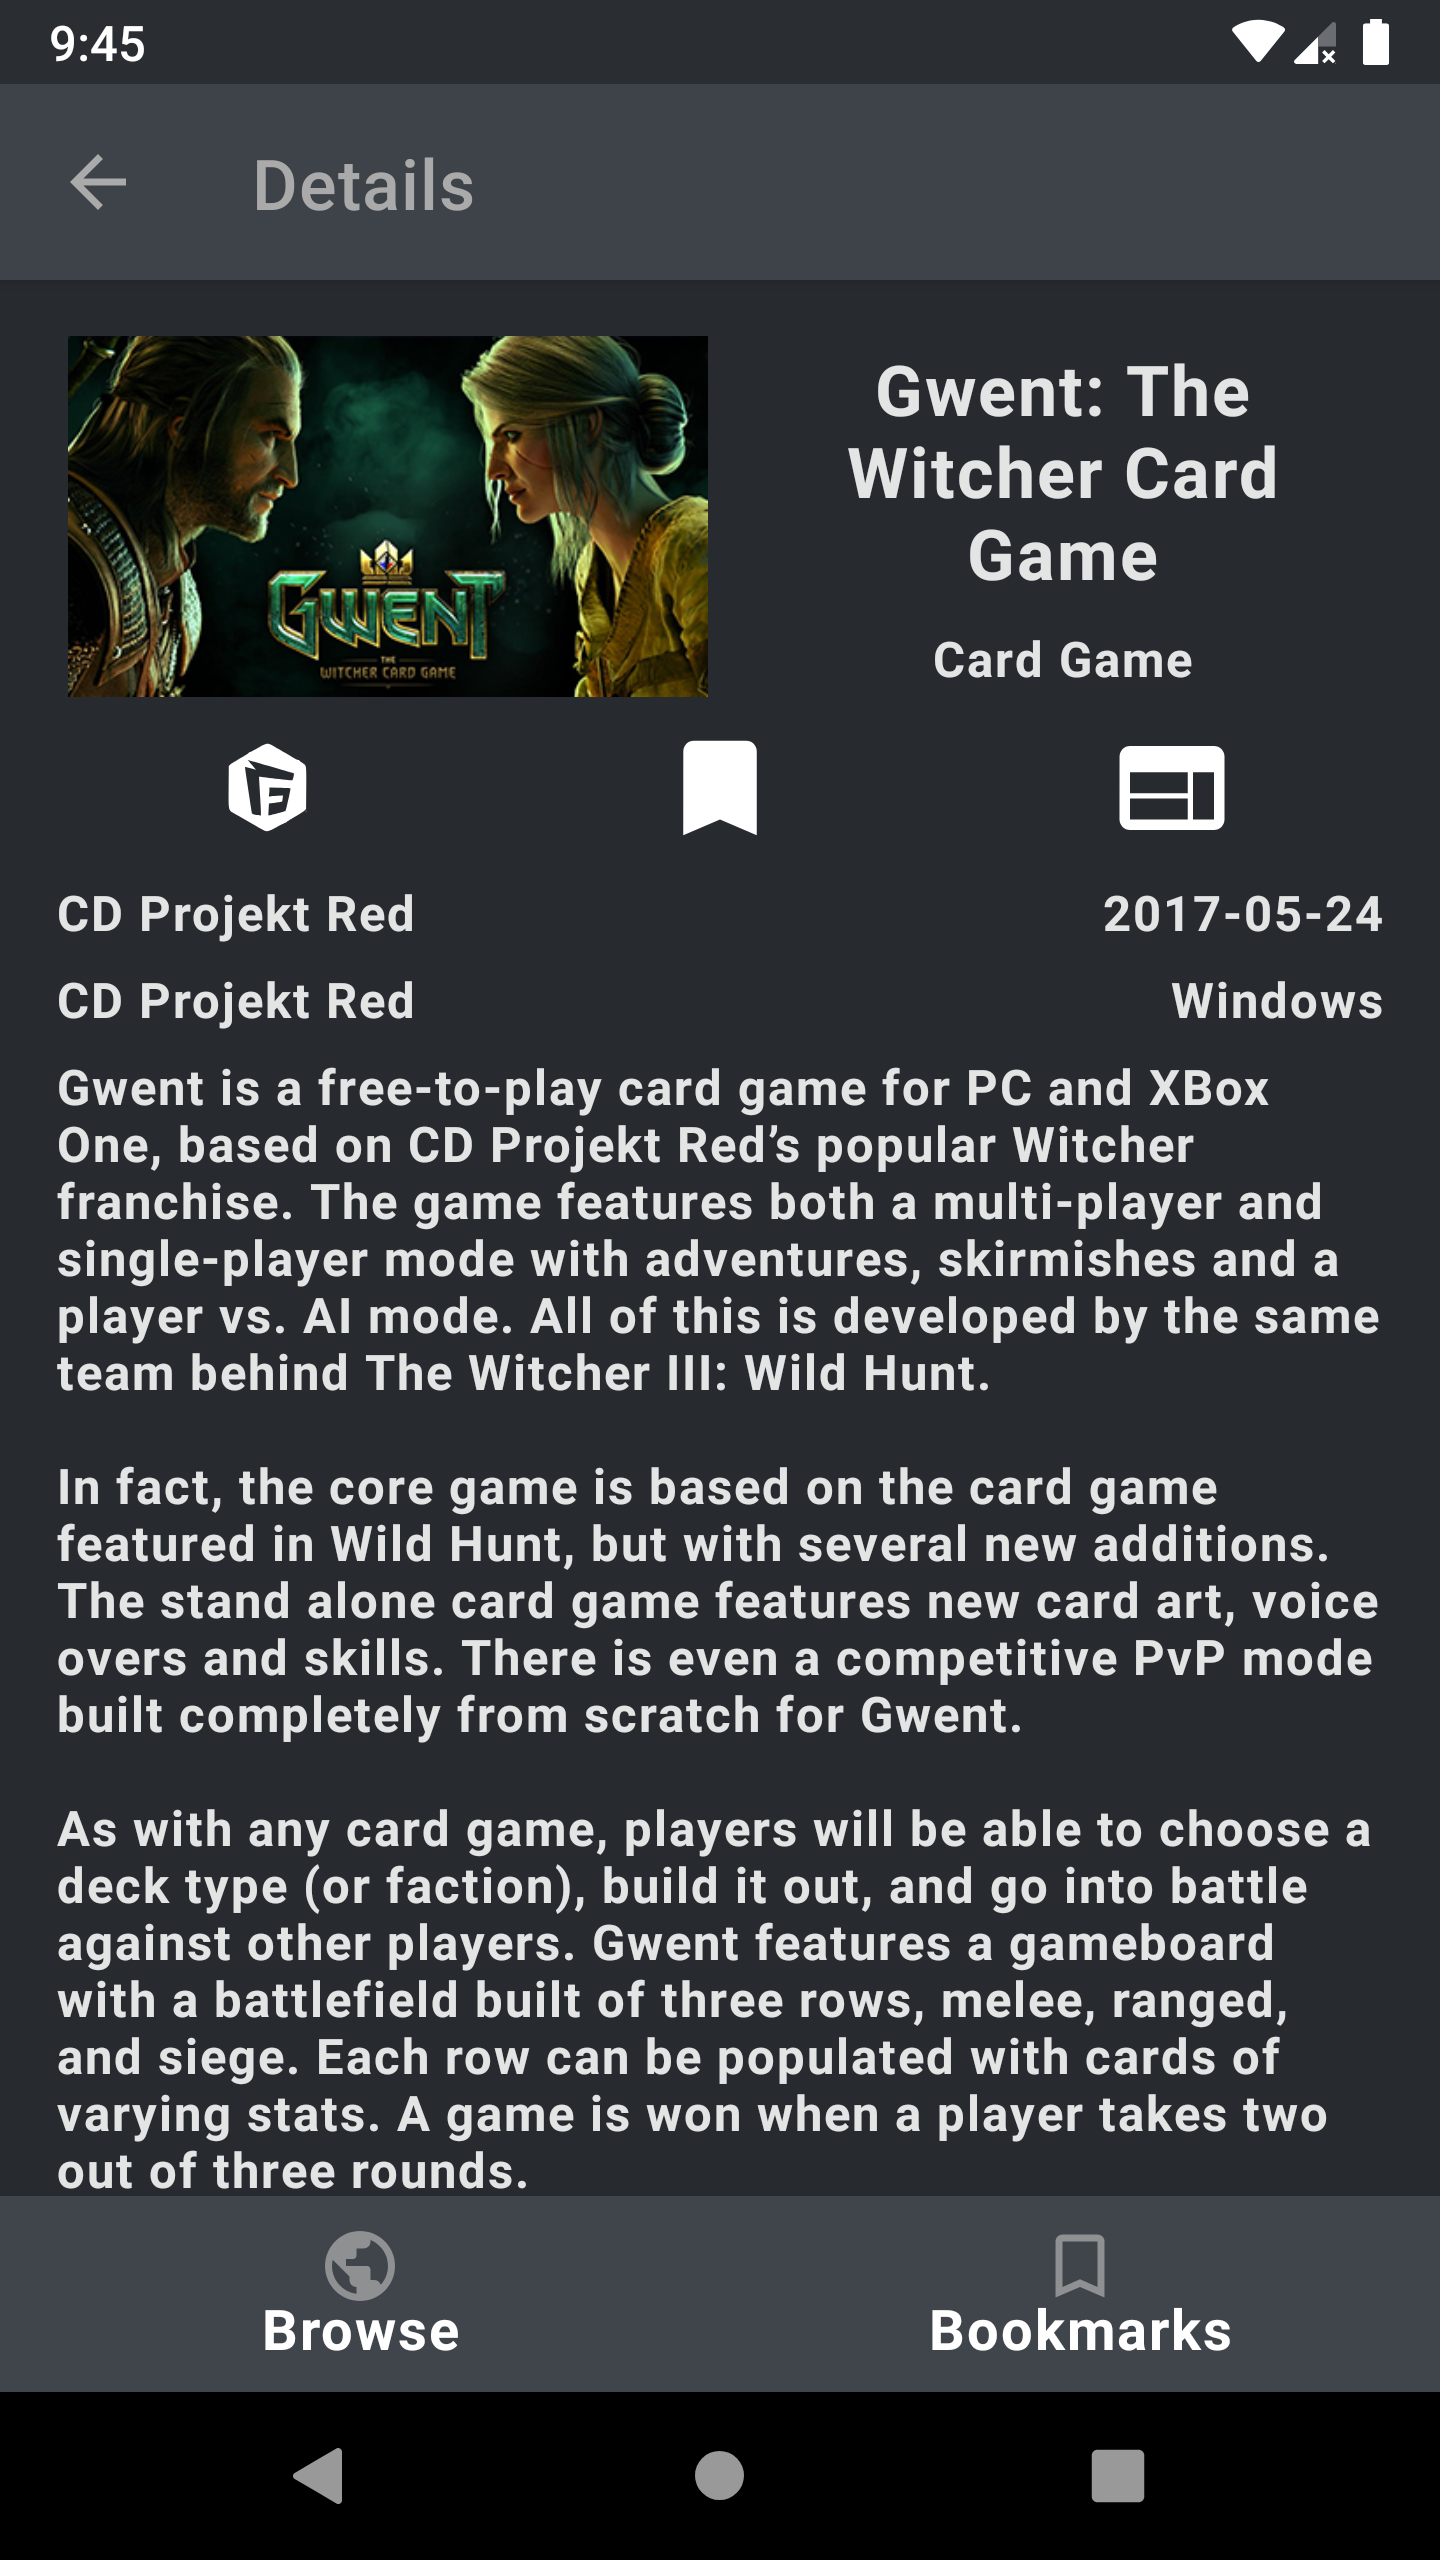 9:45
Details
GWENT
THE
WITCHER CARD GAME
Gwent: The
Witcher Card
Game
Card Game
CD Projekt Red
2017-05-24
CD Projekt Red
Windows
Gwent is a free-to-play card game for PC and XBox
One, based on CD Projekt Red’s popular Witcher
franchise. The game features both a multi-player and
single-player mode with adventures, skirmishes and a
player vs. AI mode. All of this is developed by the same
team behind The Witcher III: Wild Hunt.
In fact, the core game is based on the card game
featured in Wild Hunt, but with several new additions.
The stand alone card game features new card art, voice
overs and skills. There is even a competitive PvP mode
built completely from scratch for Gwent.
As with any card game, players will be able to choose a
deck type (or faction), build it out, and go into battle
against other players. Gwent features a gameboard
with a battlefield built of three rows, melee, ranged,
and siege. Each row can be populated with cards of
varying stats. A game is won when a player takes two
out of three rounds.
Browse
Bookmarks